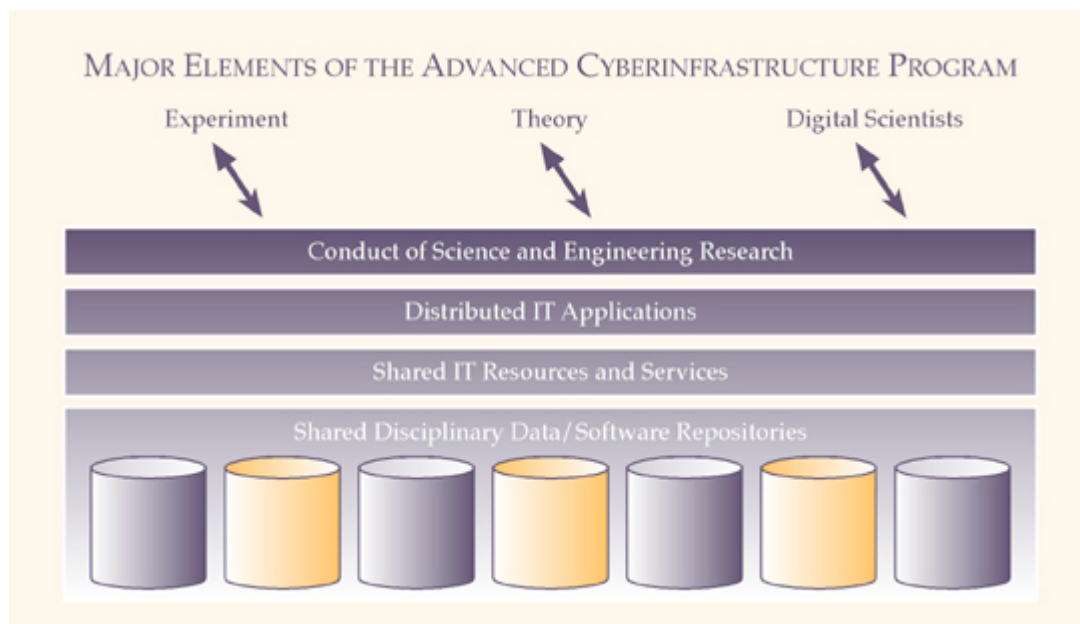 MAJOR ELEMENTS OF THE ADVANCED CYBERINFRASTRUCTURE PROGRAM
Experiment Theory Digital Scientists
Conduct of Science and Engineering Research
Distributed IT Applications
Shared IT Resources and Services
Shared Disciplinary Data/Software Repositories